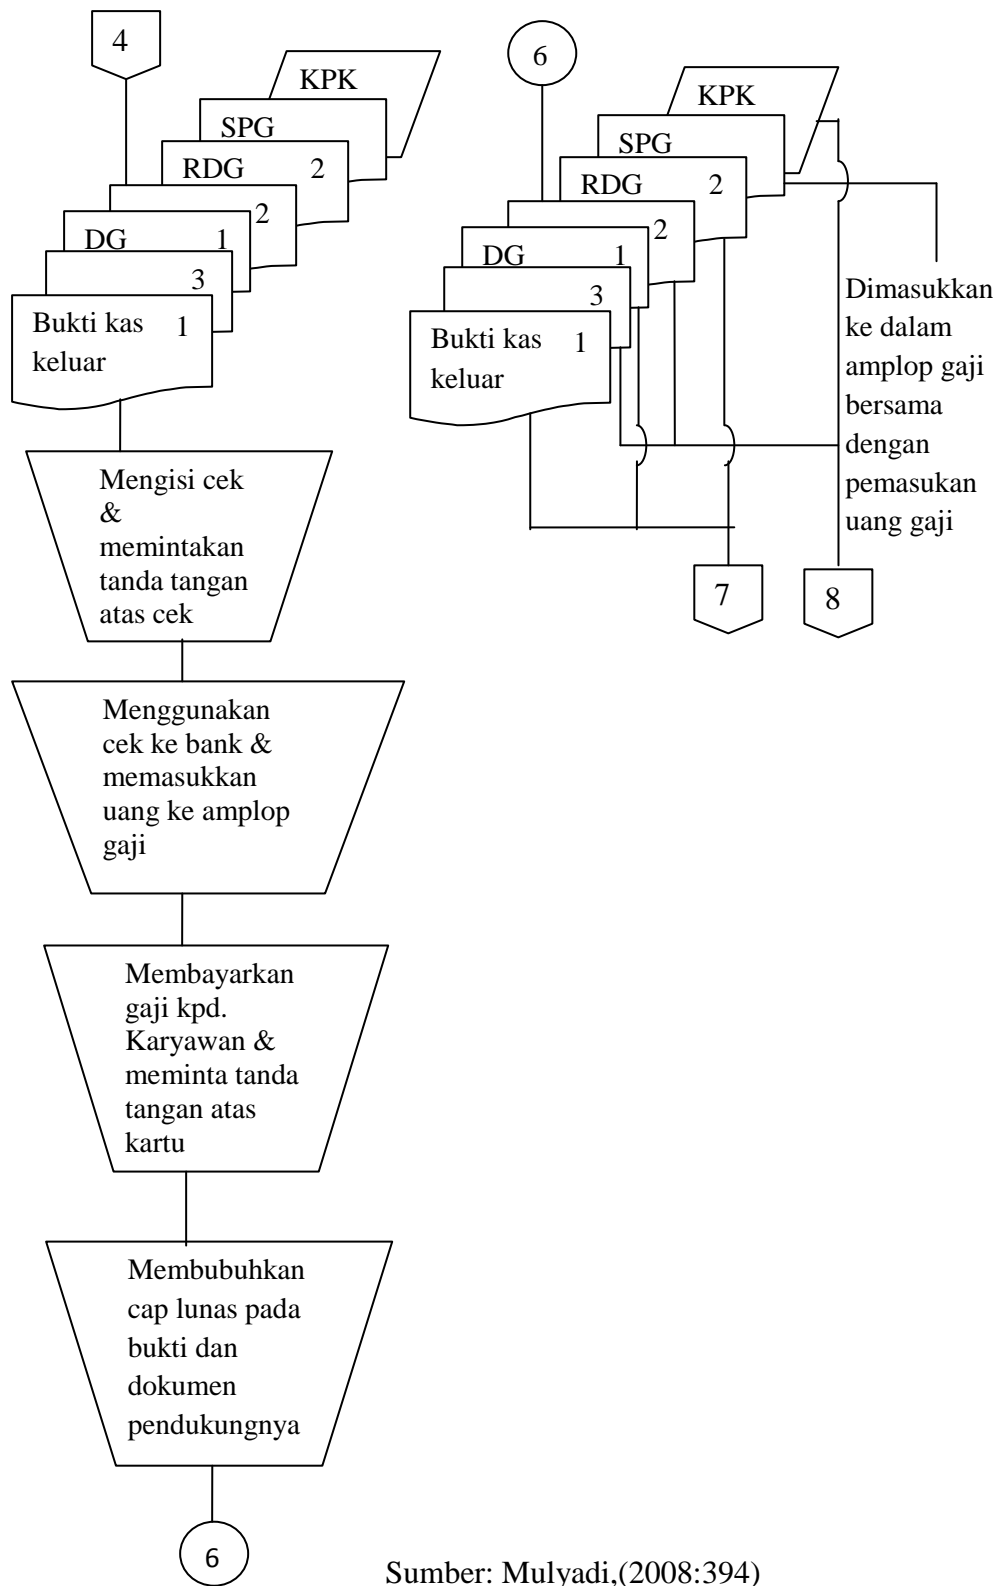 4
KPK
SPG
RDG 2
2
DG 1
3
Bukti kas 1
keluar
Mengisi cek
&
memintakan
tanda tangan
atas cek
Menggunakan
cek ke bank &
memasukkan
uang ke amplop
gaji
Membayarkan
gaji kpd.
Karyawan &
meminta tanda
tangan atas
kartu
Membubuhkan
cap lunas pada
bukti dan
dokumen
pendukungnya
6
6
KPK
SPG
RDG 2
2
DG 1
3
Bukti kas 1
keluar
Dimasukkan
ke dalam
amplop gaji
bersama
dengan
pemasukan
uang gaji
7
8
Sumber: Mulyadi,(2008:394)